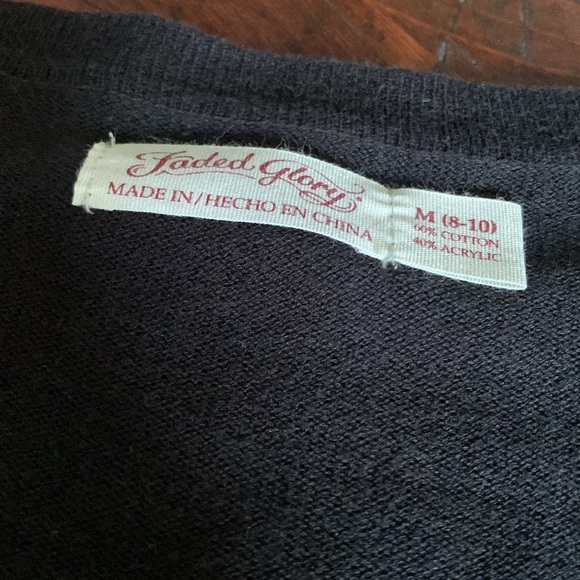 Faded Glory
MADE IN/HECHO EN CHINA
M (8-10)
60% COTTON
40% ACRYLIC